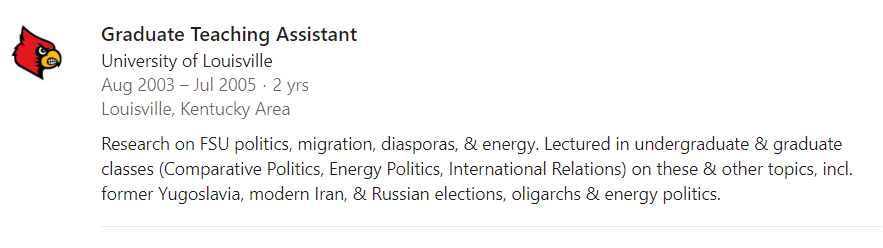 Graduate Teaching Assistant
University of Louisville
Aug 2003 – Jul 2005 · 2 yrs
Louisville, Kentucky Area
Research on FSU politics, migration, diasporas, & energy. Lectured in undergraduate & graduate
classes (Comparative Politics, Energy Politics, International Relations) on these & other topics, incl.
former Yugoslavia, modern Iran, & Russian elections, oligarchs & energy politics.